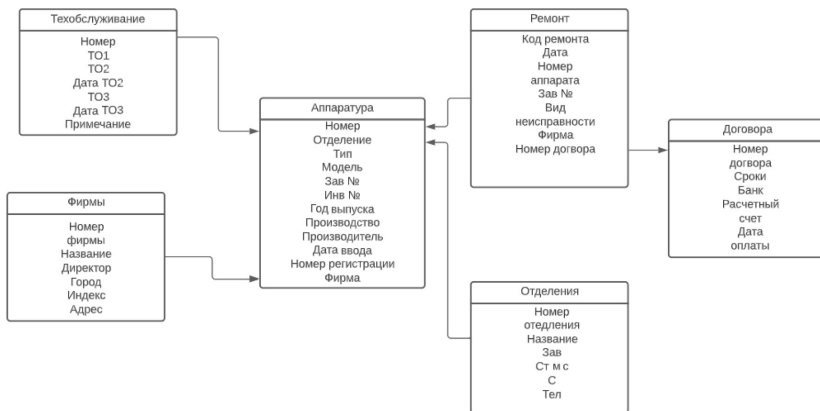 Техобслуживание
Номер
ТО1
ТО2
Дата ТО2
ТО3
Дата ТО3
Примечание
Фирмы
Номер
фирмы
Название
Директор
Город
Индекс
Адрес
Аппаратура
Номер
Отделение
Тип
Модель
Зав №
Инв №
Год выпуска
Производство
Производитель
Дата ввода
Номер регистрации
Фирма
Ремонт
Код ремонта
Дата
Номер
аппарата
Зав №
Вид
неисправности
Фирма
Номер догвора
Отделения
Номер
отедления
Название
Зав
Ст м с
С
Тел
Договора
Номер
догвора
Сроки
Банк
Расчетный
счет
Дата
оплаты